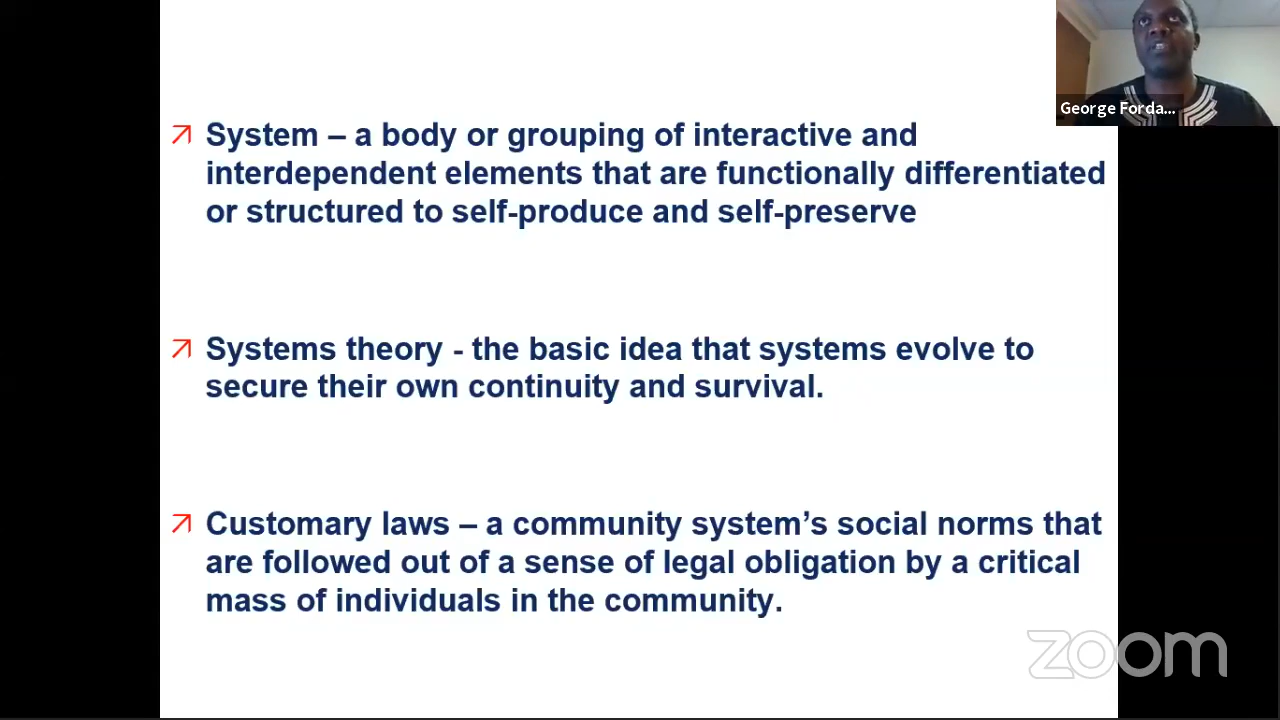 George Forda...
System – a body or grouping of interactive and
interdependent elements that are functionally differentiated
or structured to self-produce and self-preserve
Systems theory - the basic idea that systems evolve to
secure their own continuity and survival.
Customary laws – a community system’s social norms that
are followed out of a sense of legal obligation by a critical
mass of individuals in the community.
zoom